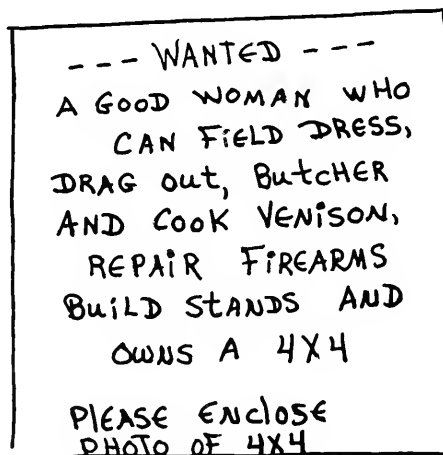 --- WANTED ---
A GOOD WOMAN WHO
CAN FiELD DRESS,
DRAG Out, ButCHER
AND COOK VENiSON,
REPAiR FiREARMS
BuiLD STANDS AND
OWNS A 4X4
PlEASE ENClOSE
PHOTO OF 4X4